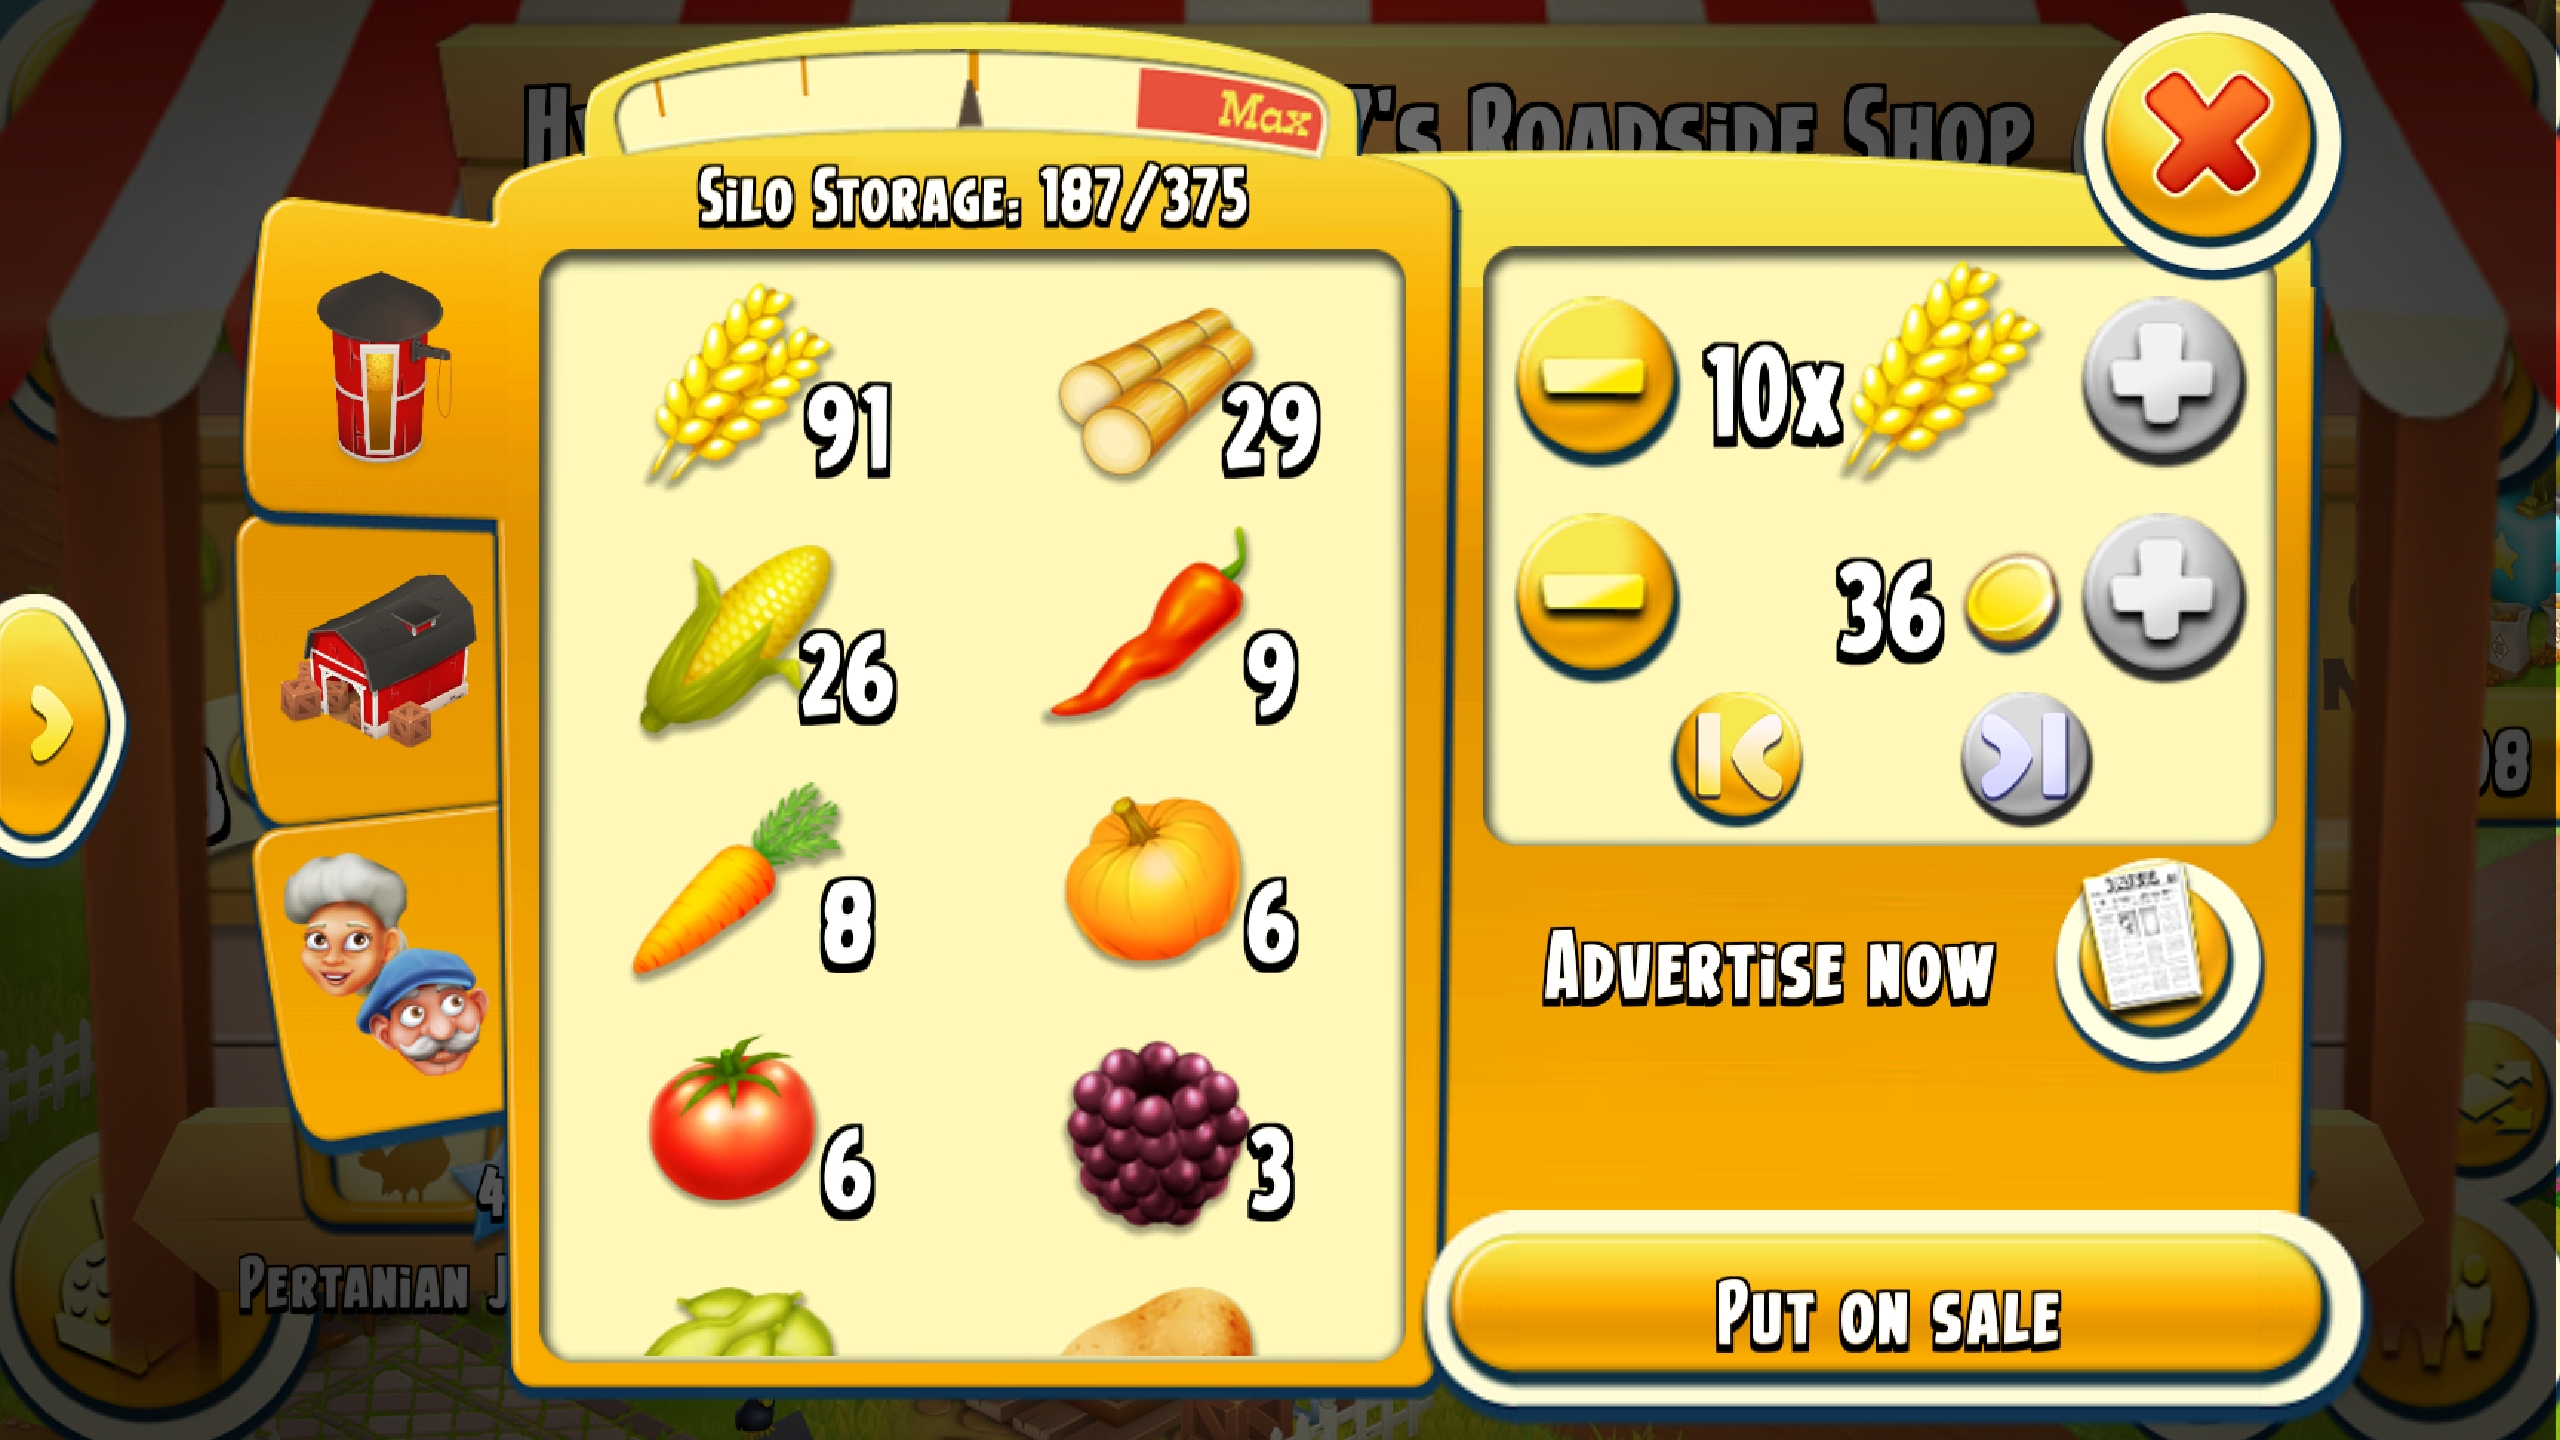 Max
'S ROADSIDE SHOP
SILO STORAGE: 187/375
91
29
10x
26
9
36
8
6
ADVERTISE NOW
6
3
4
PERTANIAN
PUT ON SALE